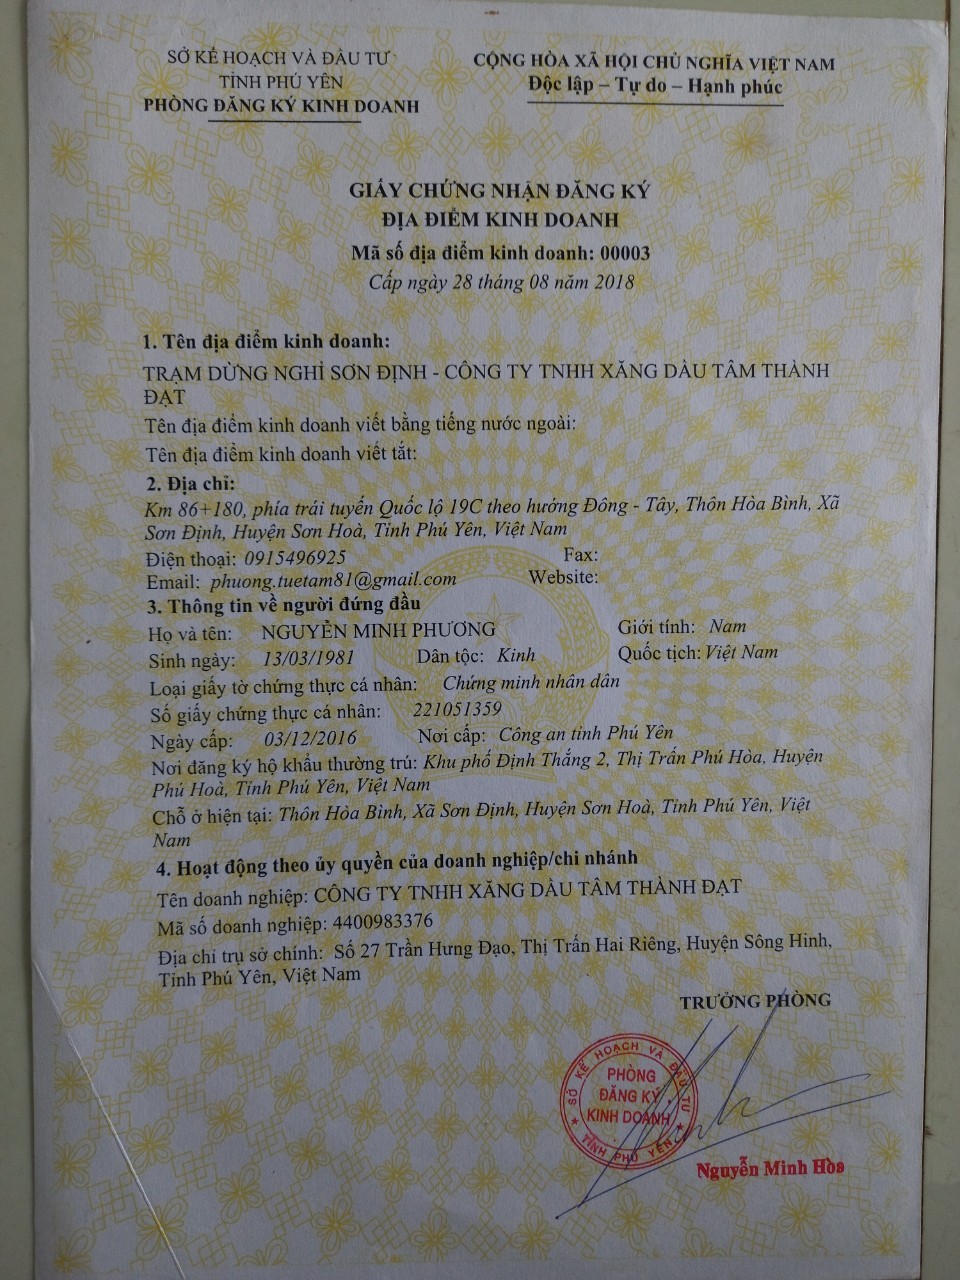 SỞ KẾ HOẠCH VÀ ĐẦU TƯ
TỈNH PHÚ YÊN
PHÒNG ĐĂNG KÝ KINH DOANH
CỘNG HÒA XÃ HỘI CHỦ NGHĨA VIỆT NAM
Độc lập – Tự do – Hạnh phúc
GIẤY CHỨNG NHẬN ĐĂNG KÝ
ĐỊA ĐIỂM KINH DOANH
Mã số địa điểm kinh doanh: 00003
Cấp ngày 28 tháng 08 năm 2018
1. Tên địa điểm kinh doanh:
TRẠM DỪNG NGHỈ SƠN ĐỊNH - CÔNG TY TNHH XĂNG DẦU TÂM THÀNH
ĐẠT
Tên địa điểm kinh doanh viết bằng tiếng nước ngoài:
Tên địa điểm kinh doanh viết tắt:
2. Địa chỉ:
Km 86+180, phía trái tuyến Quốc lộ 19C theo hướng Đông - Tây, Thôn Hòa Bình, Xã
Sơn Định, Huyện Sơn Hoà, Tỉnh Phú Yên, Việt Nam
Điện thoại: 0915496925 Fax:
Email: phuong.tuetam81@gmail.com Website:
3. Thông tin về người đứng đầu
Họ và tên: NGUYỄN MINH PHƯƠNG Giới tính: Nam
Sinh ngày: 13/03/1981 Dân tộc: Kinh Quốc tịch: Việt Nam
Loại giấy tờ chứng thực cá nhân: Chứng minh nhân dân
Số giấy chứng thực cá nhân: 221051359
Ngày cấp: 03/12/2016 Nơi cấp: Công an tỉnh Phú Yên
Nơi đăng ký hộ khẩu thường trú: Khu phố Định Thắng 2, Thị Trấn Phú Hòa, Huyện
Phú Hoà, Tỉnh Phú Yên, Việt Nam
Chỗ ở hiện tại: Thôn Hòa Bình, Xã Sơn Định, Huyện Sơn Hoà, Tỉnh Phú Yên, Việt
Nam
4. Hoạt động theo ủy quyền của doanh nghiệp/chi nhánh
Tên doanh nghiệp: CÔNG TY TNHH XĂNG DẦU TÂM THÀNH ĐẠT
Mã số doanh nghiệp: 4400983376
Địa chỉ trụ sở chính: Số 27 Trần Hưng Đạo, Thị Trấn Hai Riêng, Huyện Sông Hinh,
Tỉnh Phú Yên, Việt Nam
TRƯỞNG PHÒNG
SỞ KẾ HOẠCH VÀ ĐẦU TƯ
PHÒNG
ĐĂNG KÝ
KINH DOANH
TỈNH PHÚ YÊN
Nguyễn Minh Hòa